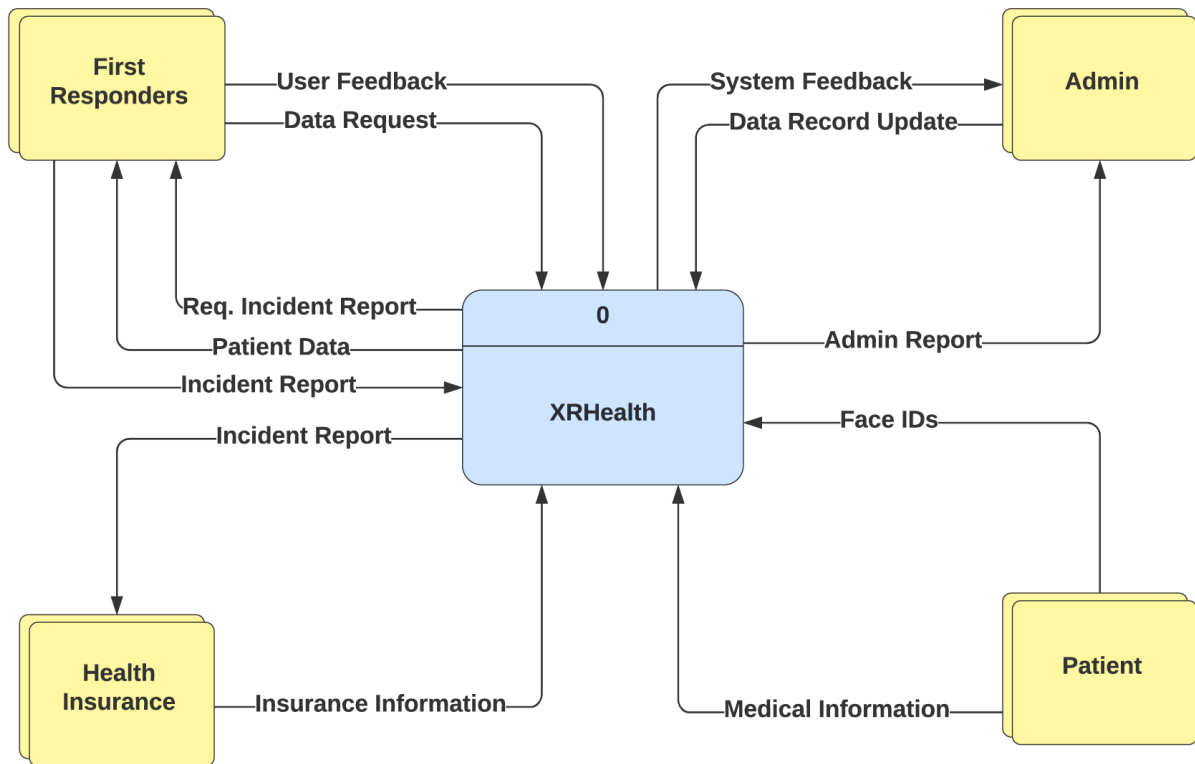 First
Responders
User Feedback
Data Request
System Feedback
Data Record Update
Admin
Req. Incident Report
Patient Data
Incident Report
Incident Report
0
XRHealth
Admin Report
Face IDs
Health
Insurance
Insurance Information
Medical Information
Patient